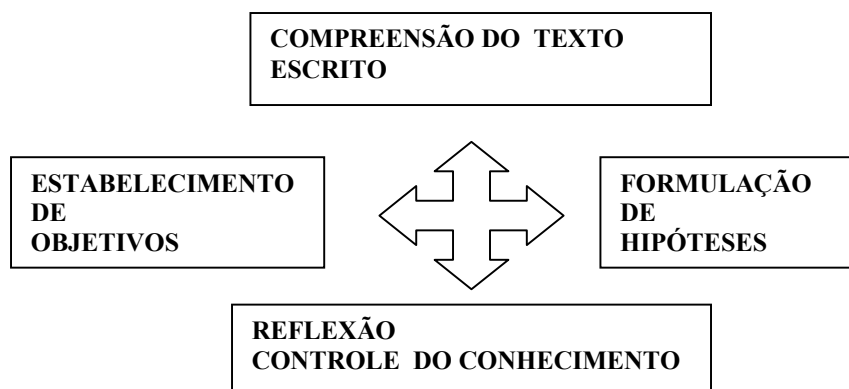 COMPREENSÃO DO TEXTO
ESCRITO
ESTABELECIMENTO
DE
OBJETIVOS
FORMULAÇÃO
DE
HIPÓTESES
REFLEXÃO
CONTROLE DO CONHECIMENTO